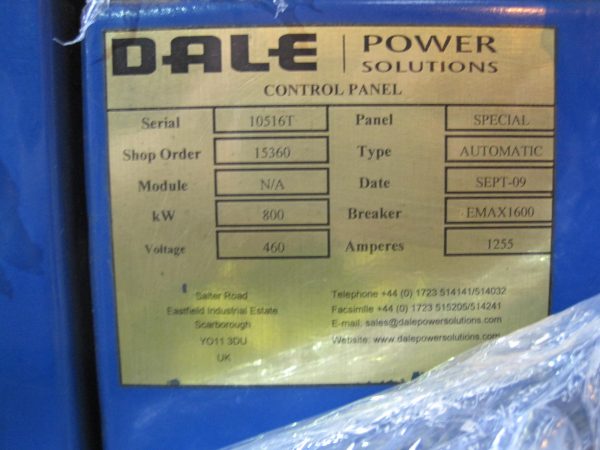 DALE | POWER SOLUTIONS
CONTROL PANEL
Serial 10516T Panel SPECIAL
Shop Order 15360 Type AUTOMATIC
Module N/A Date SEPT-09
kW 800 Breaker EMAX1600
Voltage 460 Amperes 1255
Salter Road Telephone +44 (0) 1723 514141/514032
Eastfield Industrial Estate Facsimilie +44 (0) 1723 515205/514241
Scarborough E-mail: sales@dalepowersolutions.com
YO11 3DU Website: www.dalepowersolutions.com
UK